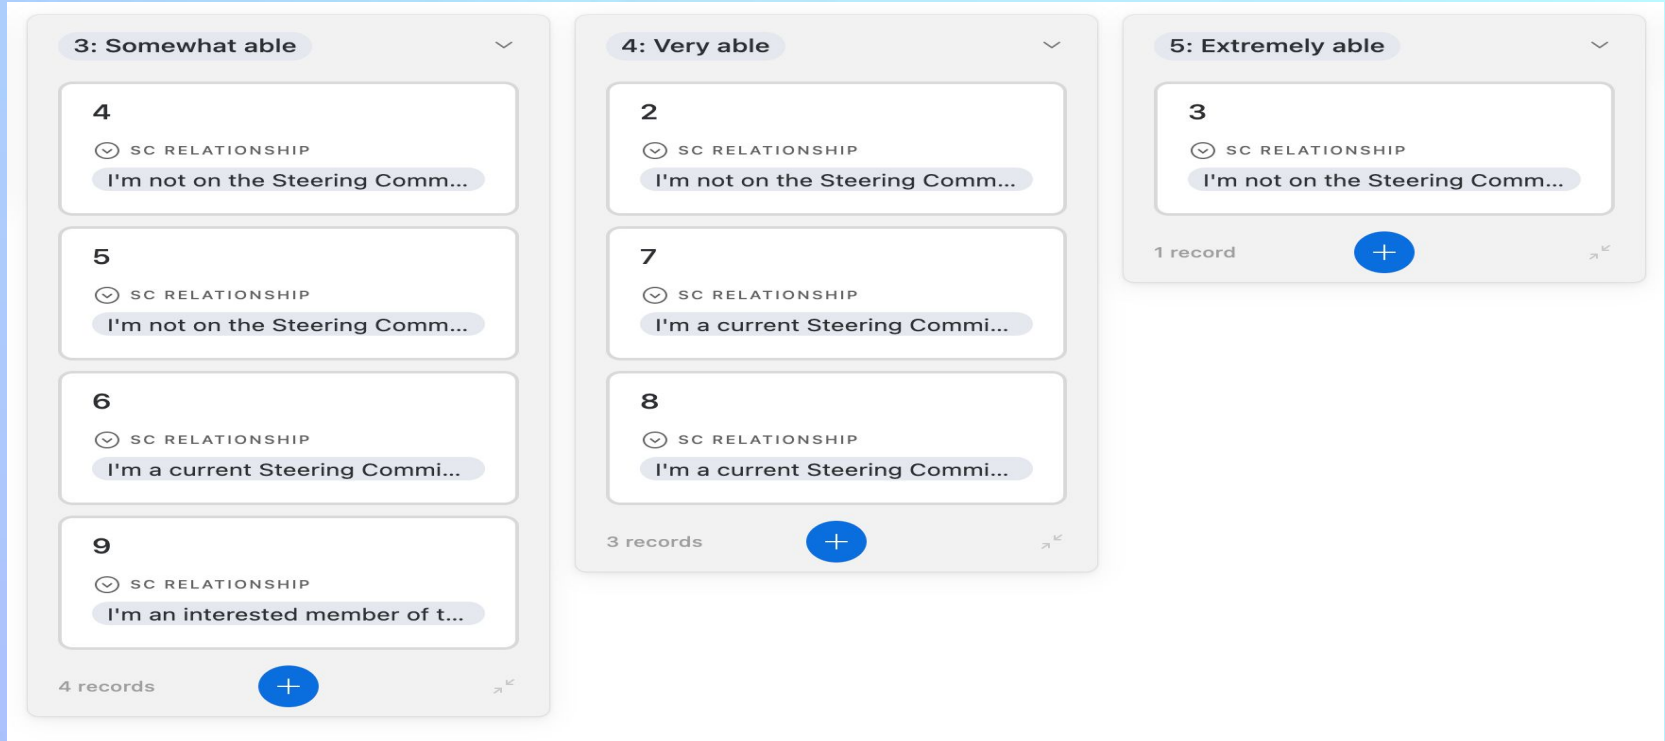 3: Somewhat able
4
SC RELATIONSHIP
I'm not on the Steering Comm...
5
SC RELATIONSHIP
I'm not on the Steering Comm...
6
SC RELATIONSHIP
I'm a current Steering Commi...
9
SC RELATIONSHIP
I'm an interested member of t...
4 records
4: Very able
2
SC RELATIONSHIP
I'm not on the Steering Comm...
7
SC RELATIONSHIP
I'm a current Steering Commi...
8
SC RELATIONSHIP
I'm a current Steering Commi...
3 records
5: Extremely able
3
SC RELATIONSHIP
I'm not on the Steering Comm...
1 record